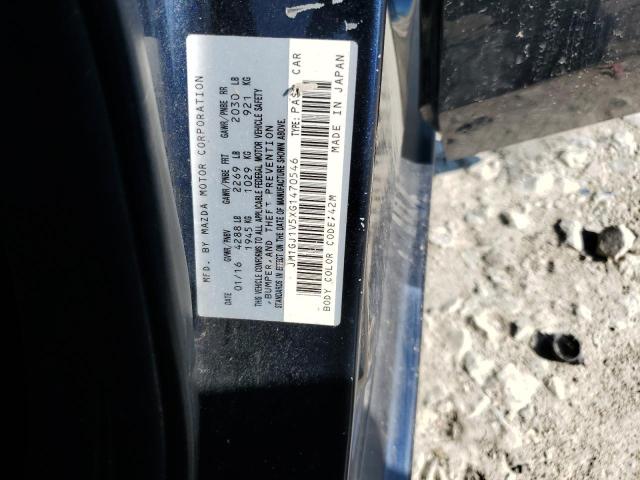 MFD. BY MAZDA MOTOR CORPORATION
DATE GVWR/PNBV GAWR/PNBE FRT GAWR/PNBE RR
01/16 4288 LB 2269 LB 2030 LB
1945 KG 1029 KG 921 KG
THIS VEHICLE CONFORMS TO ALL APPLICABLE FEDERAL MOTOR VEHICLE SAFETY
,BUMPER,AND THEFT PREVENTION
STANDARDS IN EFFECT ON THE DATE OF MANUFACTURE SHOWN ABOVE.
JM1GJ1V5XG1470546 TYPE: PASS CAR
BODY COLOR CODE:42M MADE IN JAPAN